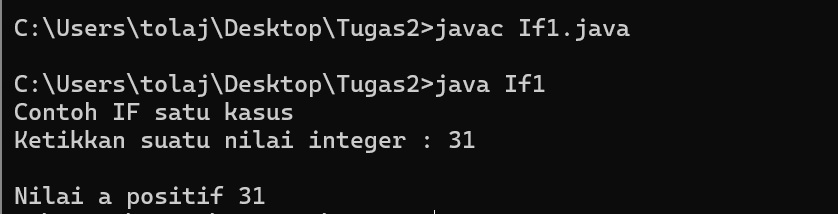 C:\Users\tolaj\Desktop\Tugas2>javac If1.java
C:\Users\tolaj\Desktop\Tugas2>java If1
Contoh IF satu kasus
Ketikkan suatu nilai integer : 31
Nilai a positif 31